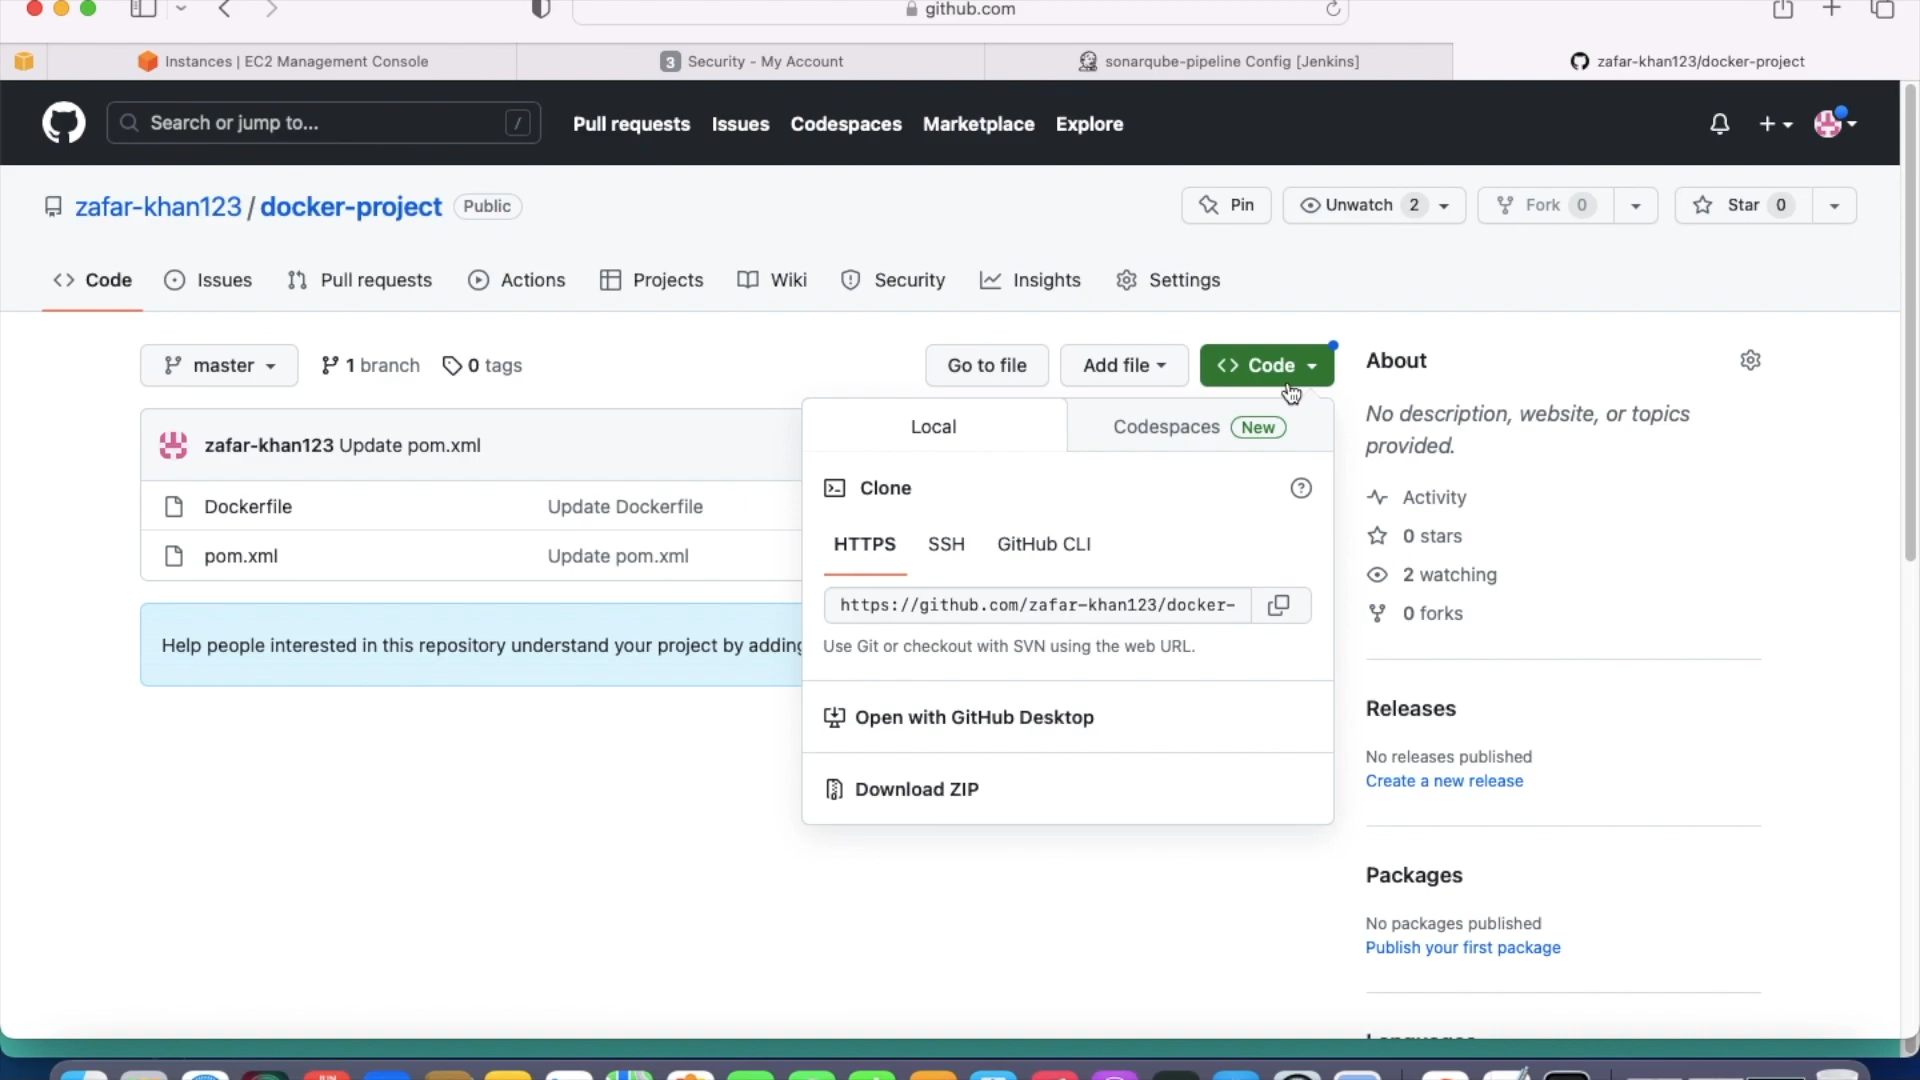 github.com
Instances | EC2 Management Console
3 Security - My Account
sonarqube-pipeline Config [Jenkins]
zafar-khan123/docker-project
Search or jump to... /
Pull requests Issues Codespaces Marketplace Explore
zafar-khan123 / docker-project Public
Pin
Unwatch 2
Fork 0
Star 0
Code Issues Pull requests Actions Projects Wiki Security Insights Settings
master
1 branch
0 tags
Go to file
Add file
Code
zafar-khan123 Update pom.xml
Dockerfile Update Dockerfile
pom.xml Update pom.xml
Help people interested in this repository understand your project by adding
Local
Codespaces New
Clone
HTTPS SSH GitHub CLI
https://github.com/zafar-khan123/docker-
Use Git or checkout with SVN using the web URL.
Open with GitHub Desktop
Download ZIP
About
No description, website, or topics
provided.
Activity
0 stars
2 watching
0 forks
Releases
No releases published
Create a new release
Packages
No packages published
Publish your first package